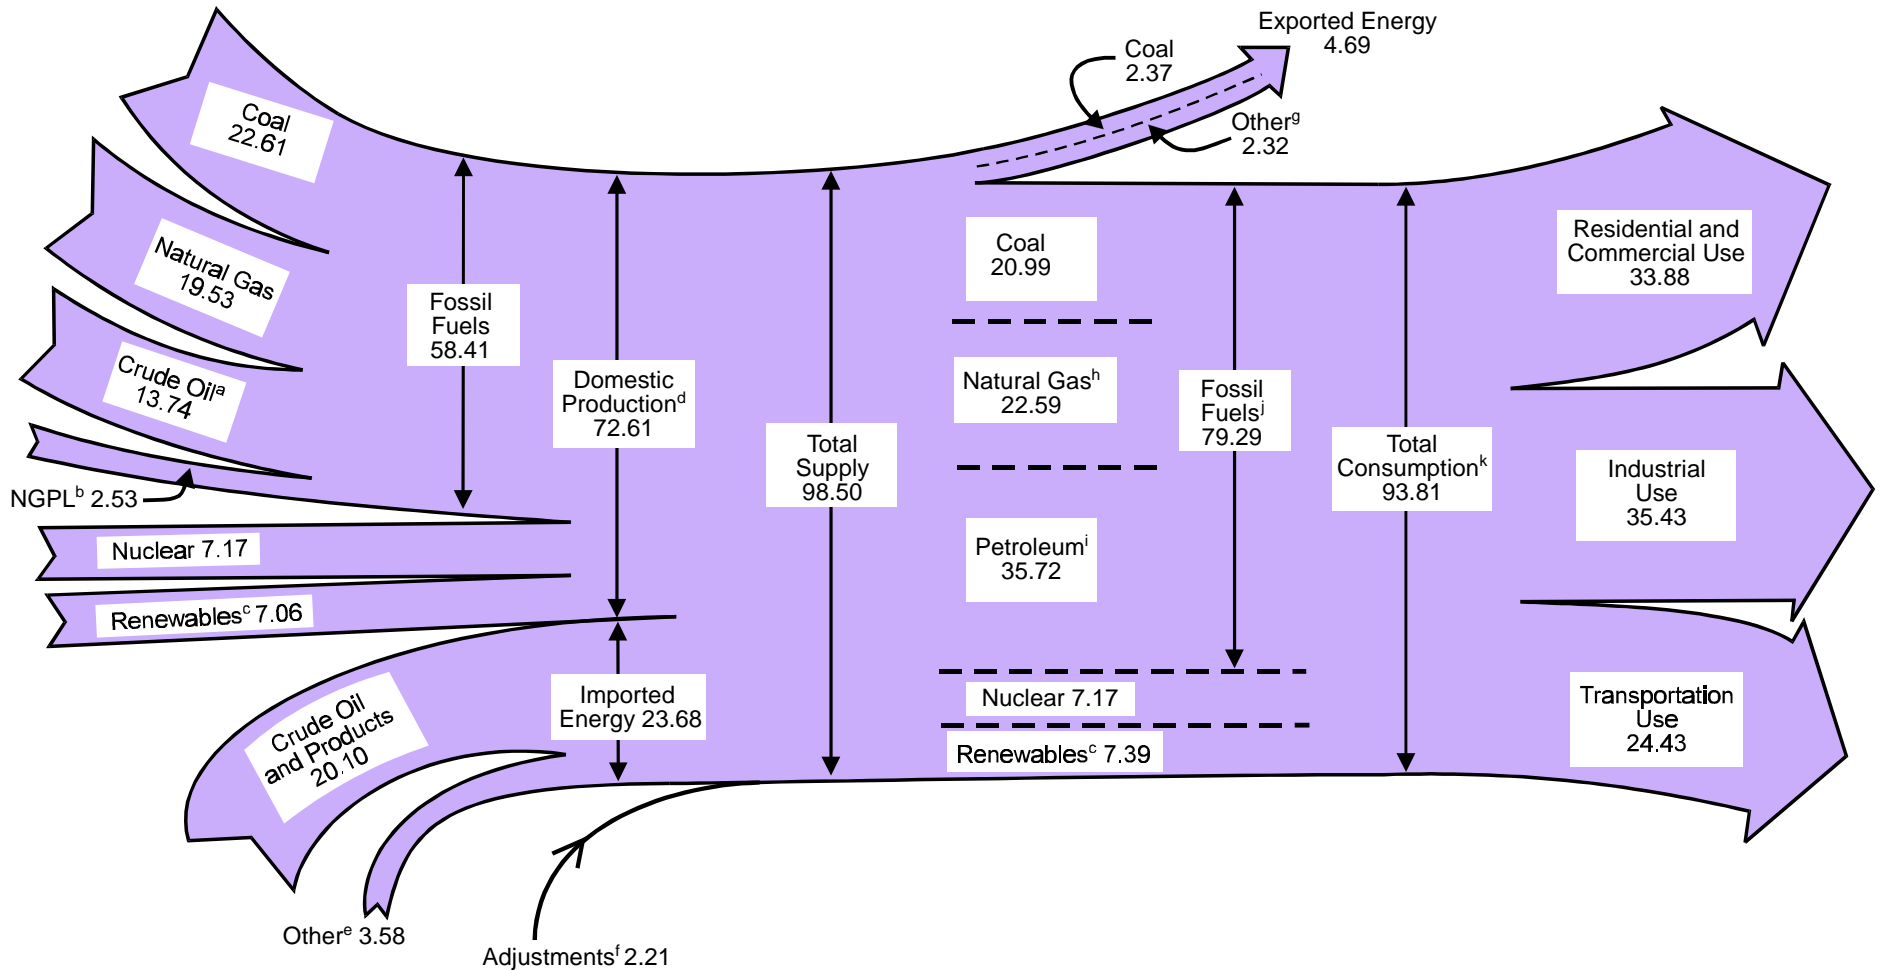 Exported Energy
4.69
Coal
2.37
Other^g
2.32
Coal
22.61
Natural Gas
19.53
Crude Oil^a
13.74
NGPL^b 2.53
Nuclear 7.17
Renewables^c 7.06
Crude Oil
and Products
20.10
Other^e 3.58
Adjustments^f 2.21
Fossil
Fuels
58.41
Domestic
Production^d
72.61
Imported
Energy 23.68
Total
Supply
98.50
Coal
20.99
Natural Gas^h
22.59
Petroleum^i
35.72
Nuclear 7.17
Renewables^c 7.39
Fossil
Fuels^j
79.29
Total
Consumption^k
93.81
Residential and
Commercial Use
33.88
Industrial
Use
35.43
Transportation
Use
24.43